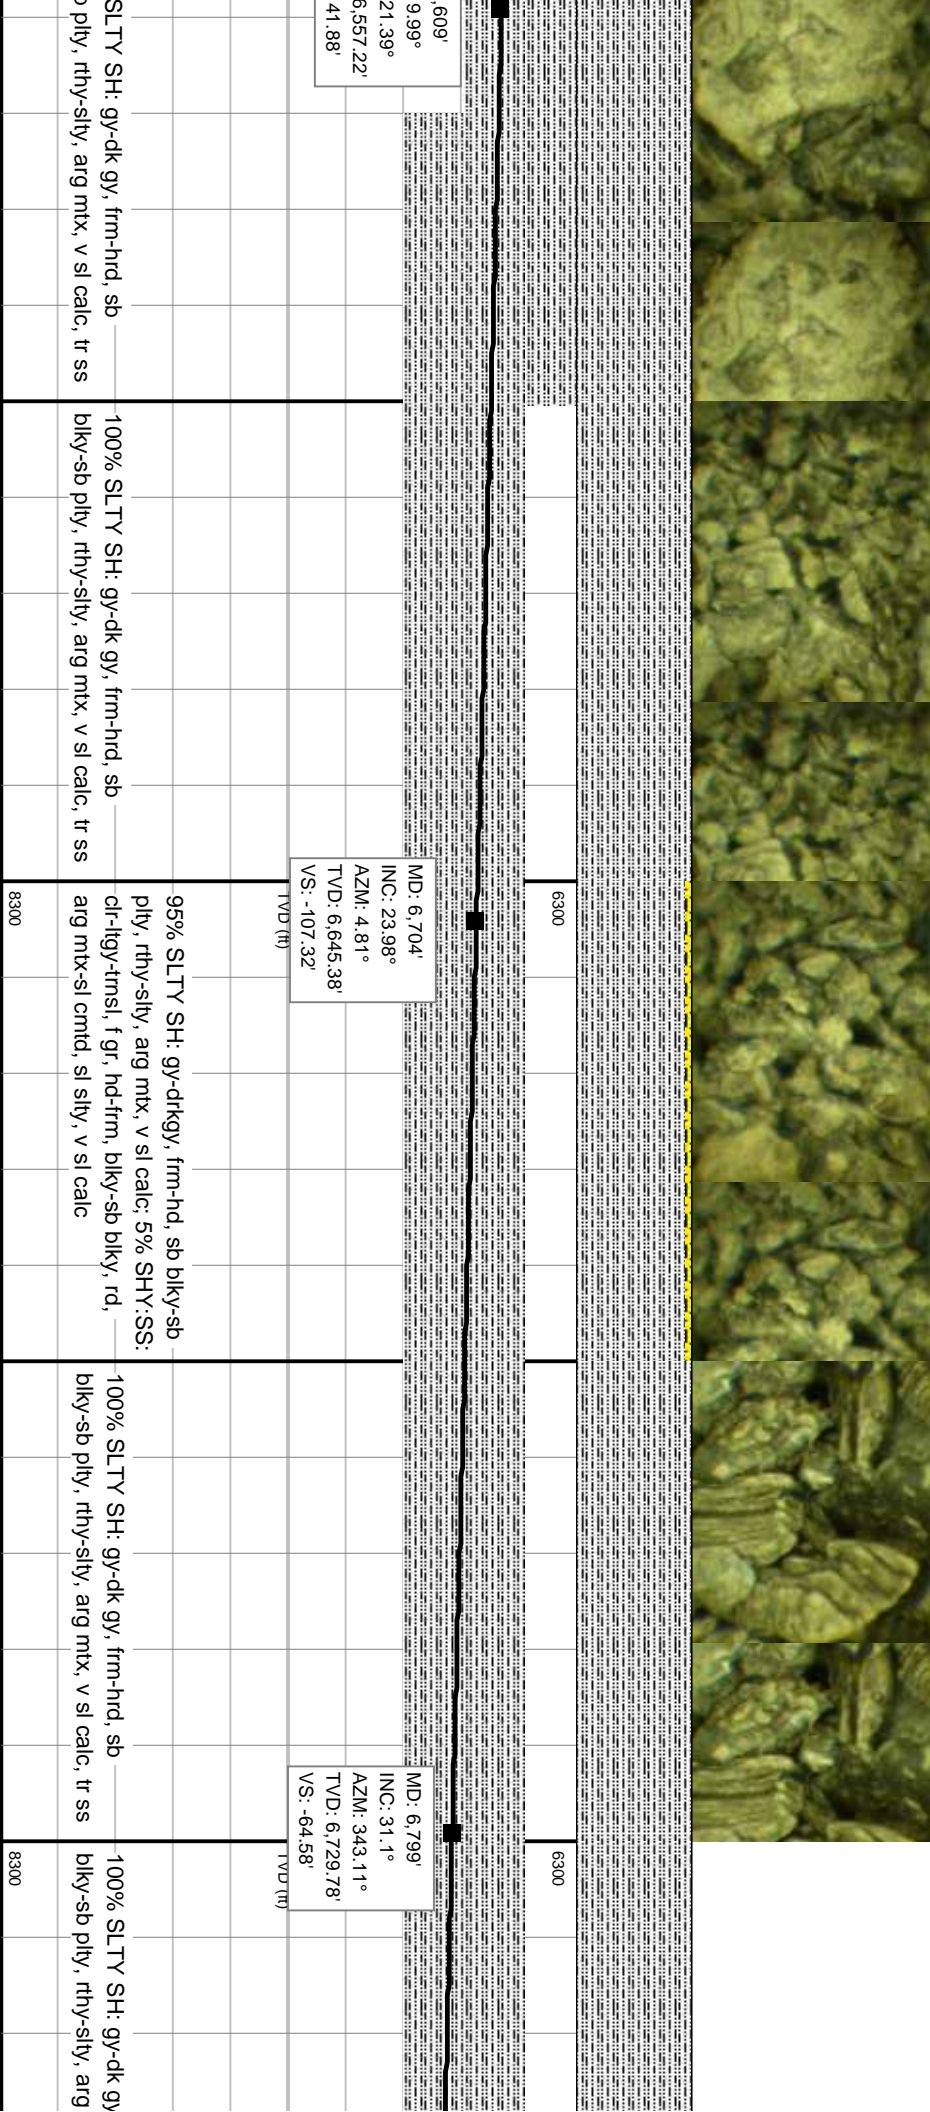 ,609'
9.99°
21.39°
6,557.22'
41.88'
SLTY SH: gy-dk gy, frm-hrd, sb
plty, rthy-slty, arg mtx, v sl calc, tr ss
100% SLTY SH: gy-dk gy, frm-hrd, sb
blky-sb plty, rthy-slty, arg mtx, v sl calc, tr ss
6300
MD: 6,704'
INC: 23.98°
AZM: 4.81°
TVD: 6,645.38'
VS: -107.32'
TVD (ft)
8300
95% SLTY SH: gy-drkgy, frm-hd, sb blky-sb
plty, rthy-slty, arg mtx, v sl calc; 5% SHY:SS:
clr-ltgy-trnsl, f gr, hd-frm, blky-sb blky, rd,
arg mtx-sl cmtd, sl slty, v sl calc
100% SLTY SH: gy-dk gy, frm-hrd, sb
blky-sb plty, rthy-slty, arg mtx, v sl calc, tr ss
6300
MD: 6,799'
INC: 31.1°
AZM: 343.11°
TVD: 6,729.78'
VS: -64.58'
TVD (ft)
8300
100% SLTY SH: gy-dk gy
blky-sb plty, rthy-slty, arg